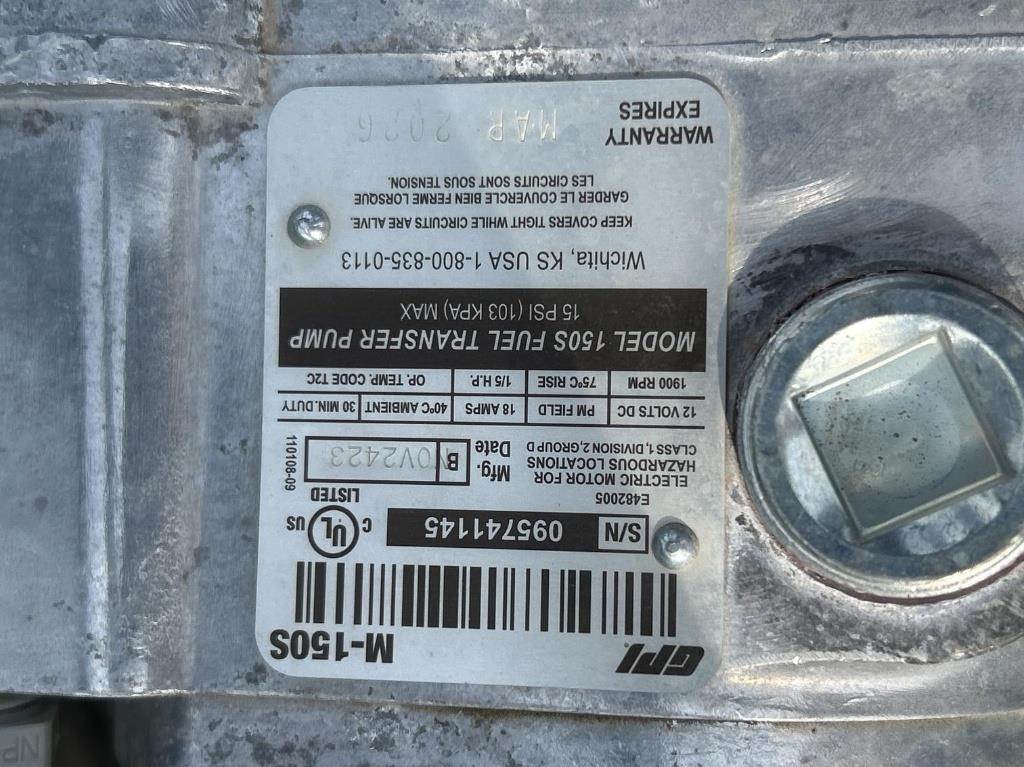 GPI M-150S
S/N 095741145
E482005
C UL US
LISTED
ELECTRIC MOTOR FOR
HAZARDOUS LOCATIONS
CLASS 1, DIVISION 2, GROUP D
Mfg.
Date
B NOV2423
110108-09
12 VOLTS DC PM FIELD 18 AMPS 40ºC AMBIENT 30 MIN. DUTY
1900 RPM 75ºC RISE 1/5 H.P. OP. TEMP. CODE T2C
MODEL 150S FUEL TRANSFER PUMP
15 PSI (103 KPA) MAX
Wichita, KS USA 1-800-835-0113
KEEP COVERS TIGHT WHILE CIRCUITS ARE ALIVE.
GARDER LE COUVERCLE BIEN FERME LORSQUE
LES CIRCUITS SONT SOUS TENSION.
WARRANTY
EXPIRES
MAR 2026
NP